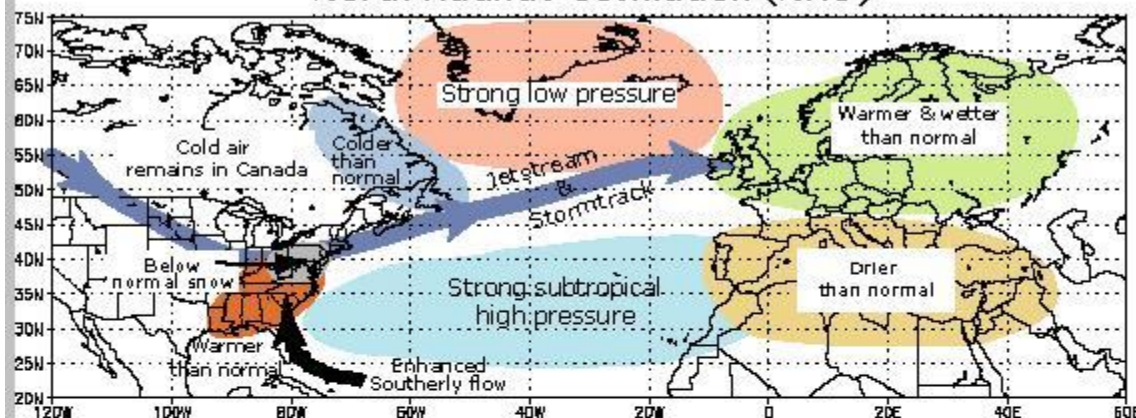 75N
70N
65N
60N
55N
50N
45N
40N
35N
30N
25N
20N
Strong low pressure
Warmer & wetter
than normal
Cold air
remains in Canada
Colder
than
normal
Jetstream
&
Stormtrack
Below
normal snow
Strong subtropical
high pressure
Drier
than normal
Warmer
than normal
Enhanced
Southerly flow
120W 100W 80W 60W 40W 20W 0 20E 40E 60E